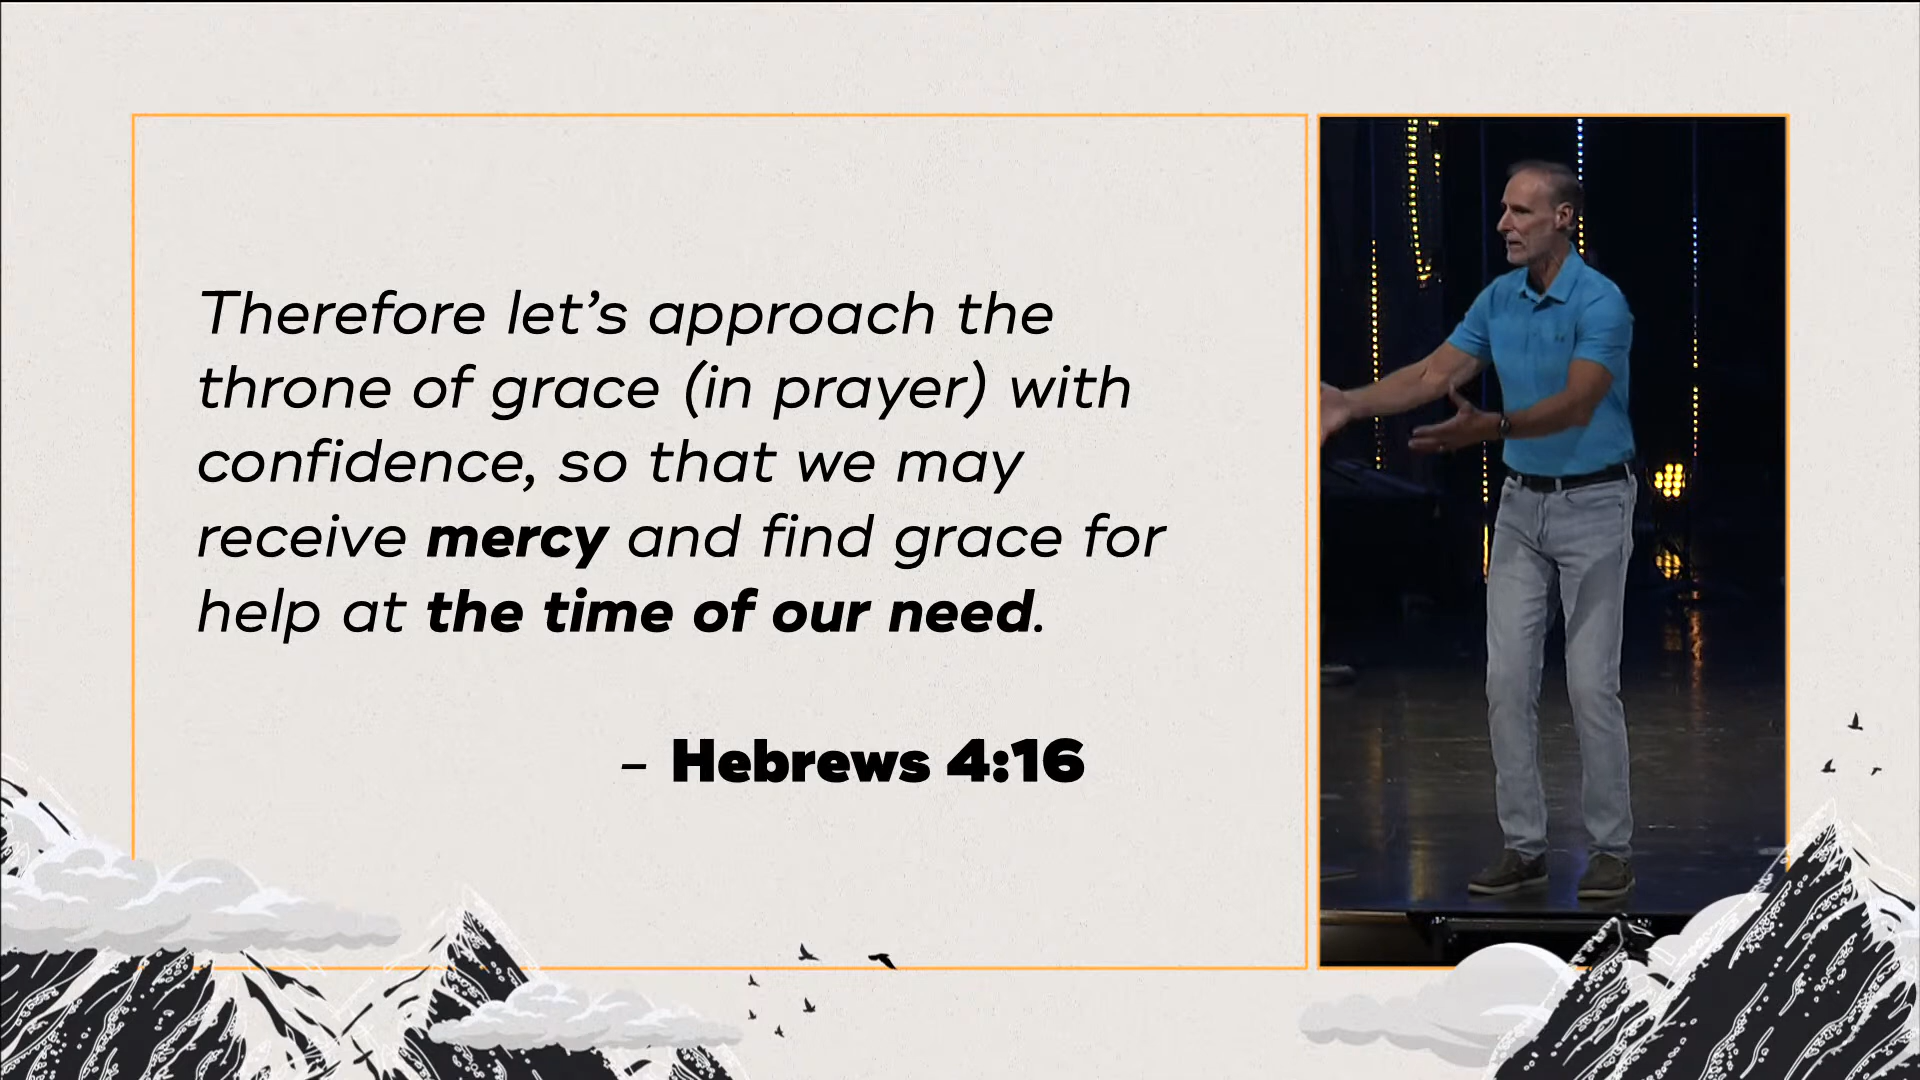 Therefore let’s approach the
throne of grace (in prayer) with
confidence, so that we may
receive mercy and find grace for
help at the time of our need.
– Hebrews 4:16